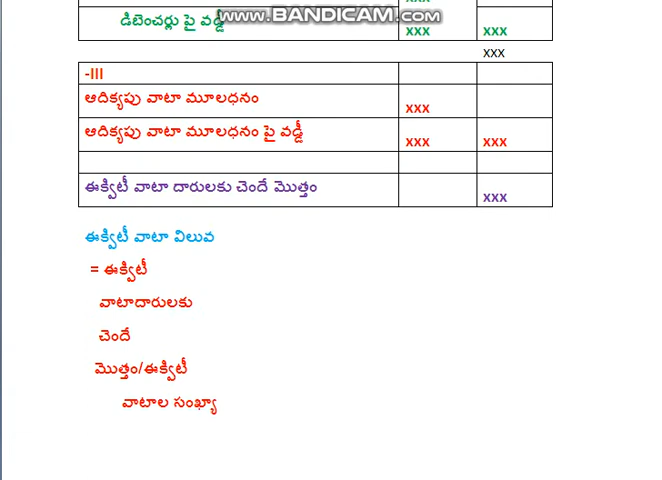 www.BANDICAM.com
xxx
డిబెంచర్లు పై వడ్డీ xxx xxx
xxx
-III
ఆదిక్యపు వాటా మూలధనం xxx
ఆదిక్యపు వాటా మూలధనం పై వడ్డీ xxx xxx
ఈక్విటీ వాటా దారులకు చెందే మొత్తం xxx
ఈక్విటీ వాటా విలువ
= ఈక్విటీ
వాటాదారులకు
చెందే
మొత్తం/ఈక్విటీ
వాటాల సంఖ్యా